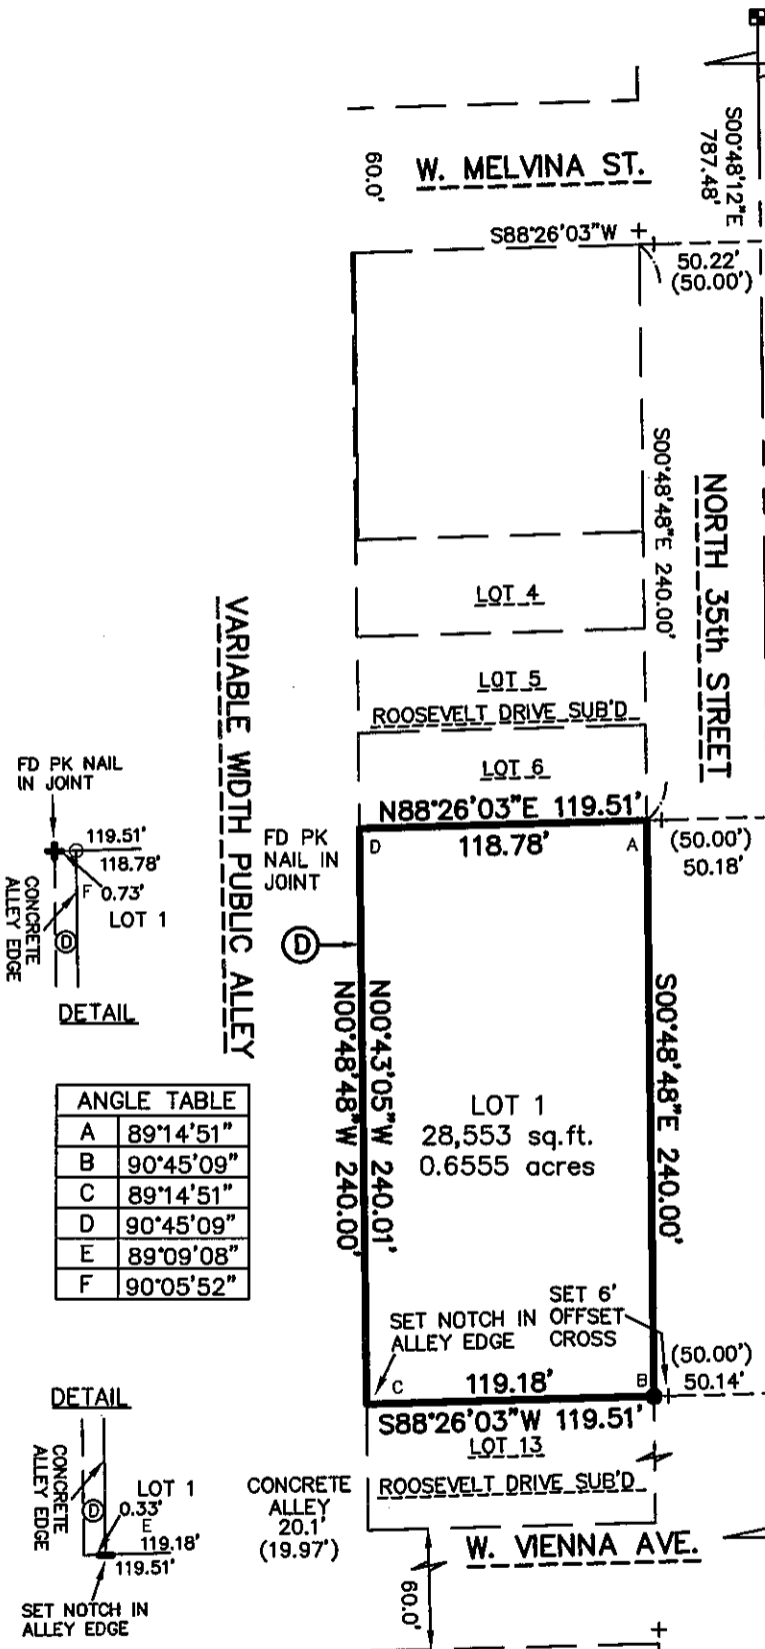 S00°48'12"E
787.48'
W. MELVINA ST.
60.0'
S88°26'03"W
50.22'
(50.00')
S00°48'48"E 240.00'
NORTH 35th STREET
LOT 4
LOT 5
ROOSEVELT DRIVE SUB'D
LOT 6
VARIABLE WIDTH PUBLIC ALLEY
N88°26'03"E 119.51'
118.78'
D
A
(50.00')
50.18'
FD PK NAIL
IN JOINT
119.51'
118.78'
F 0.73'
LOT 1
CONCRETE
ALLEY EDGE
D
DETAIL
FD PK
NAIL IN
JOINT
D
N00°48'48"W 240.00'
N00°43'05"W 240.01'
S00°48'48"E 240.00'
LOT 1
28,553 sq.ft.
0.6555 acres
ANGLE TABLE
A 89°14'51"
B 90°45'09"
C 89°14'51"
D 90°45'09"
E 89°09'08"
F 90°05'52"
SET NOTCH IN
ALLEY EDGE
SET 6'
OFFSET
CROSS
(50.00')
50.14'
C
119.18'
B
S88°26'03"W 119.51'
LOT 13
ROOSEVELT DRIVE SUB'D
DETAIL
CONCRETE
ALLEY EDGE
D
LOT 1
0.33'
E
119.18'
119.51'
SET NOTCH IN
ALLEY EDGE
CONCRETE
ALLEY
20.1'
(19.97')
W. VIENNA AVE.
60.0'